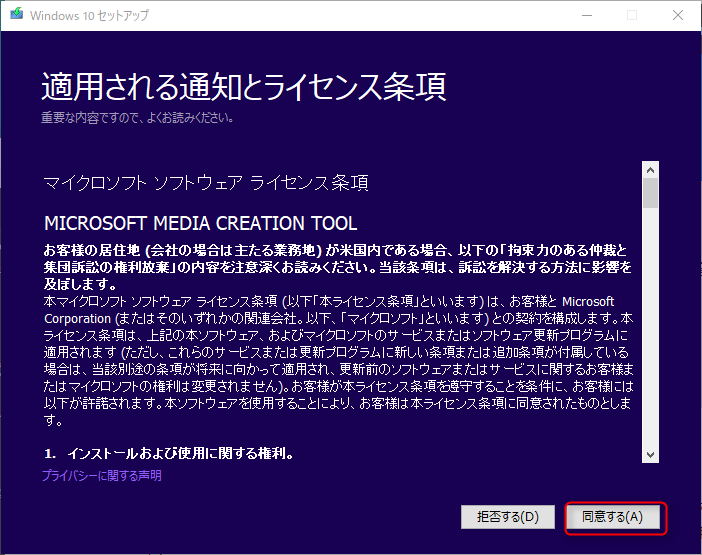 Windows 10 セットアップ
適用される通知とライセンス条項
重要な内容ですので、よくお読みください。
マイクロソフト ソフトウェア ライセンス条項
MICROSOFT MEDIA CREATION TOOL
お客様の居住地 (会社の場合は主たる業務地) が米国内である場合、以下の「拘束力のある仲裁と
集団訴訟の権利放棄」の内容を注意深くお読みください。当該条項は、訴訟を解決する方法に影響を
及ぼします。
本マイクロソフト ソフトウェア ライセンス条項 (以下「本ライセンス条項」といいます) は、お客様と Microsoft
Corporation (またはそのいずれかの関連会社。以下、「マイクロソフト」といいます) との契約を構成します。本
ライセンス条項は、上記の本ソフトウェア、およびマイクロソフトのサービスまたはソフトウェア更新プログラムに
適用されます (ただし、これらのサービスまたは更新プログラムに新しい条項または追加条項が付属している
場合は、当該別途の条項が将来に向かって適用され、更新前のソフトウェアまたはサービスに関するお客様ま
たはマイクロソフトの権利は変更されません)。お客様が本ライセンス条項を遵守することを条件に、お客様には
以下が許諾されます。本ソフトウェアを使用することにより、お客様は本ライセンス条項に同意されたものとしま
す。
1. インストールおよび使用に関する権利。
プライバシーに関する声明
拒否する(D)
同意する(A)